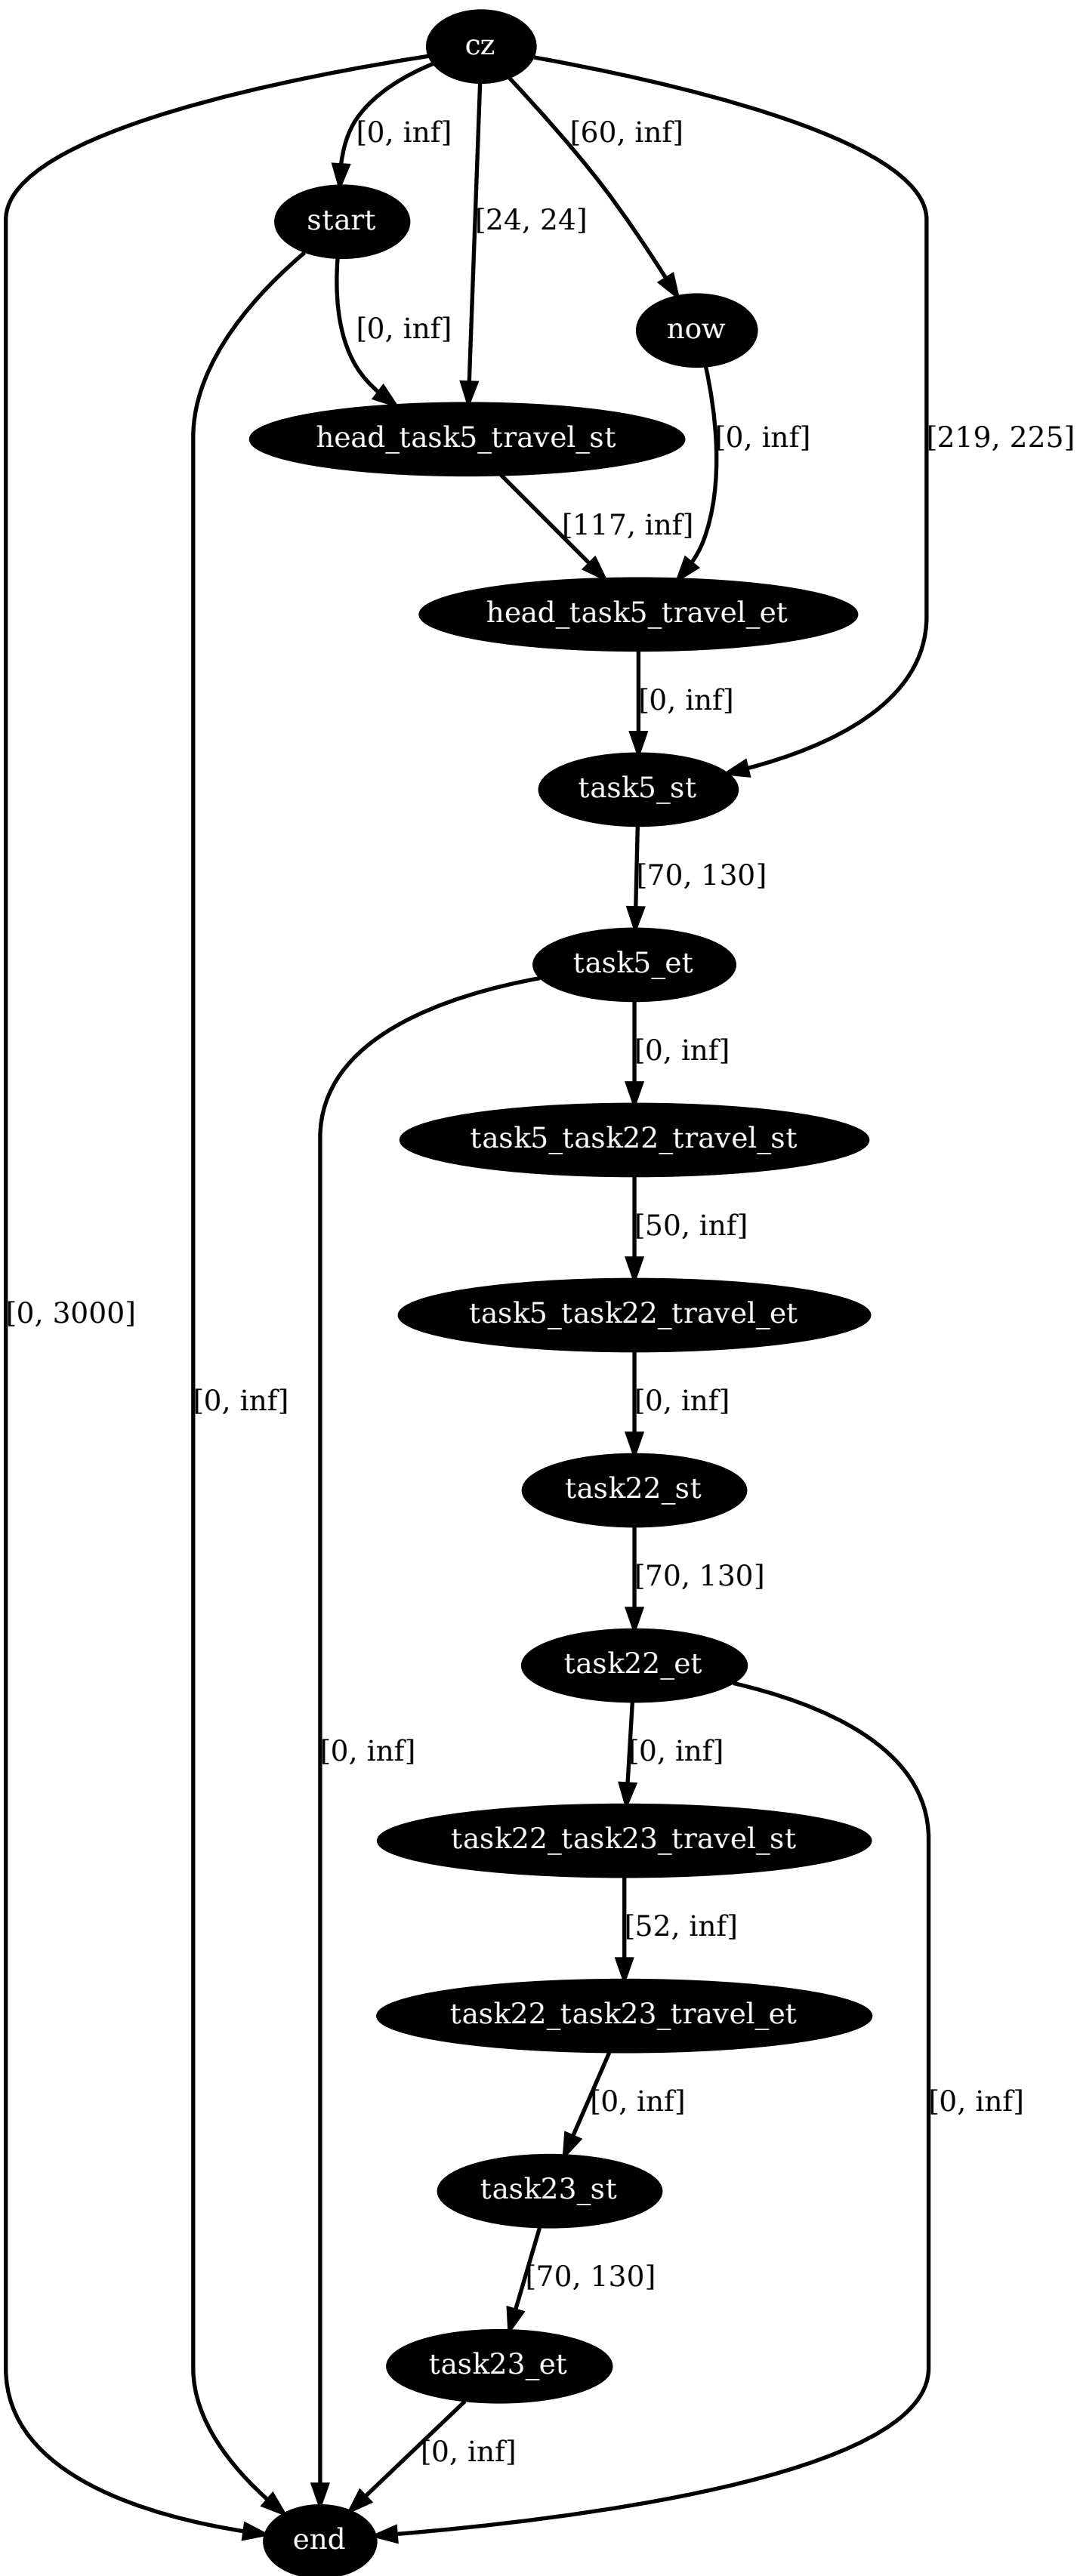 cz
[0, inf]
[60, inf]
start
[24, 24]
[0, inf]
now
head_task5_travel_st
[0, inf]
[219, 225]
[117, inf]
head_task5_travel_et
[0, inf]
task5_st
[70, 130]
task5_et
[0, inf]
task5_task22_travel_st
[50, inf]
task5_task22_travel_et
[0, 3000]
[0, inf]
[0, inf]
task22_st
[70, 130]
task22_et
[0, inf]
[0, inf]
task22_task23_travel_st
[52, inf]
task22_task23_travel_et
[0, inf]
[0, inf]
task23_st
[70, 130]
task23_et
[0, inf]
end